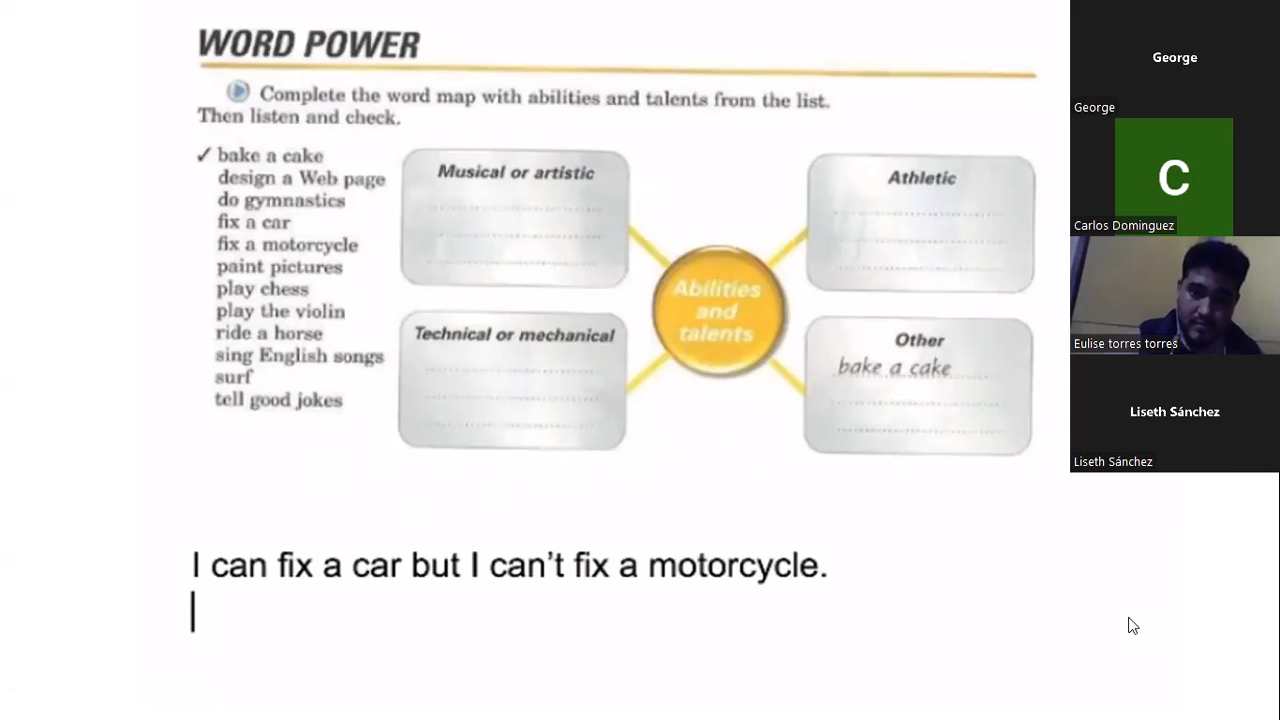 WORD POWER
Complete the word map with abilities and talents from the list.
Then listen and check.
✓ bake a cake
design a Web page
do gymnastics
fix a car
fix a motorcycle
paint pictures
play chess
play the violin
ride a horse
sing English songs
surf
tell good jokes
Musical or artistic
Athletic
Abilities
and
talents
Technical or mechanical
Other
bake a cake
I can fix a car but I can’t fix a motorcycle.
George
George
C
Carlos Dominguez
Eulise torres torres
Liseth Sánchez
Liseth Sánchez